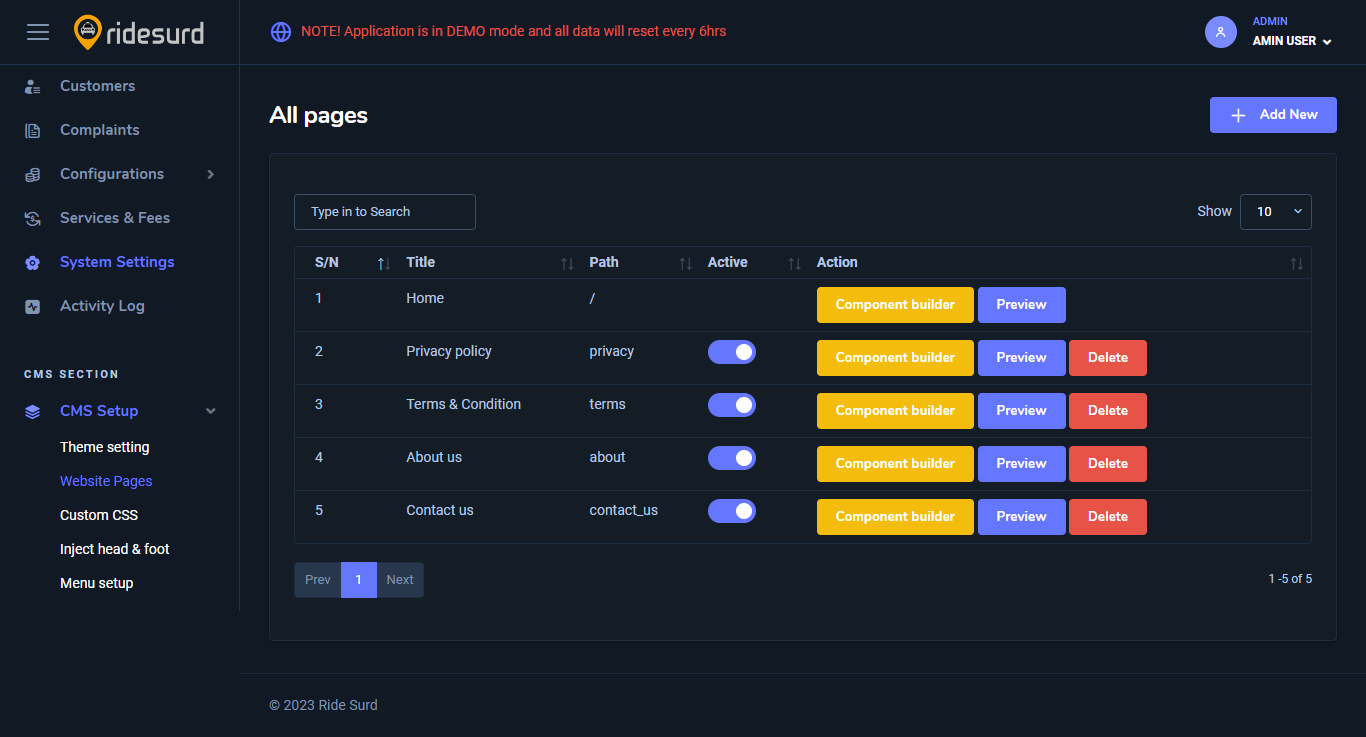 ridesurd
NOTE! Application is in DEMO mode and all data will reset every 6hrs
ADMIN
AMIN USER
Customers
Complaints
Configurations
Services & Fees
System Settings
Activity Log
CMS SECTION
CMS Setup
Theme setting
Website Pages
Custom CSS
Inject head & foot
Menu setup
All pages
Add New
Type in to Search
Show 10
S/N Title Path Active Action
1 Home / Component builder Preview
2 Privacy policy privacy Component builder Preview Delete
3 Terms & Condition terms Component builder Preview Delete
4 About us about Component builder Preview Delete
5 Contact us contact_us Component builder Preview Delete
Prev 1 Next
1 -5 of 5
© 2023 Ride Surd